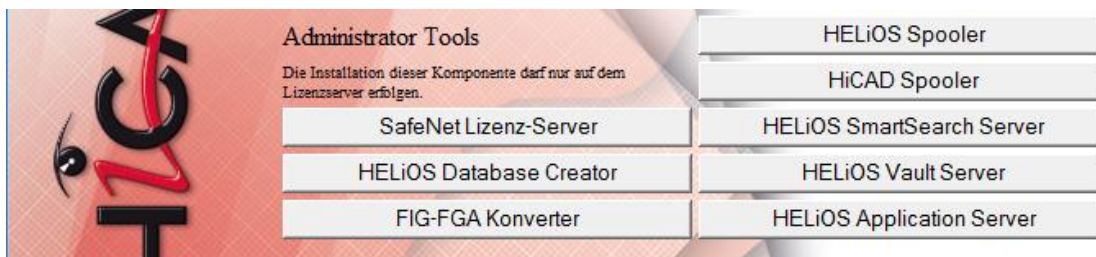 HiCA
Administrator Tools
Die Installation dieser Komponente darf nur auf dem
Lizenzserver erfolgen.
SafeNet Lizenz-Server
HELiOS Database Creator
FIG-FGA Konverter
HELiOS Spooler
HiCAD Spooler
HELiOS SmartSearch Server
HELiOS Vault Server
HELiOS Application Server